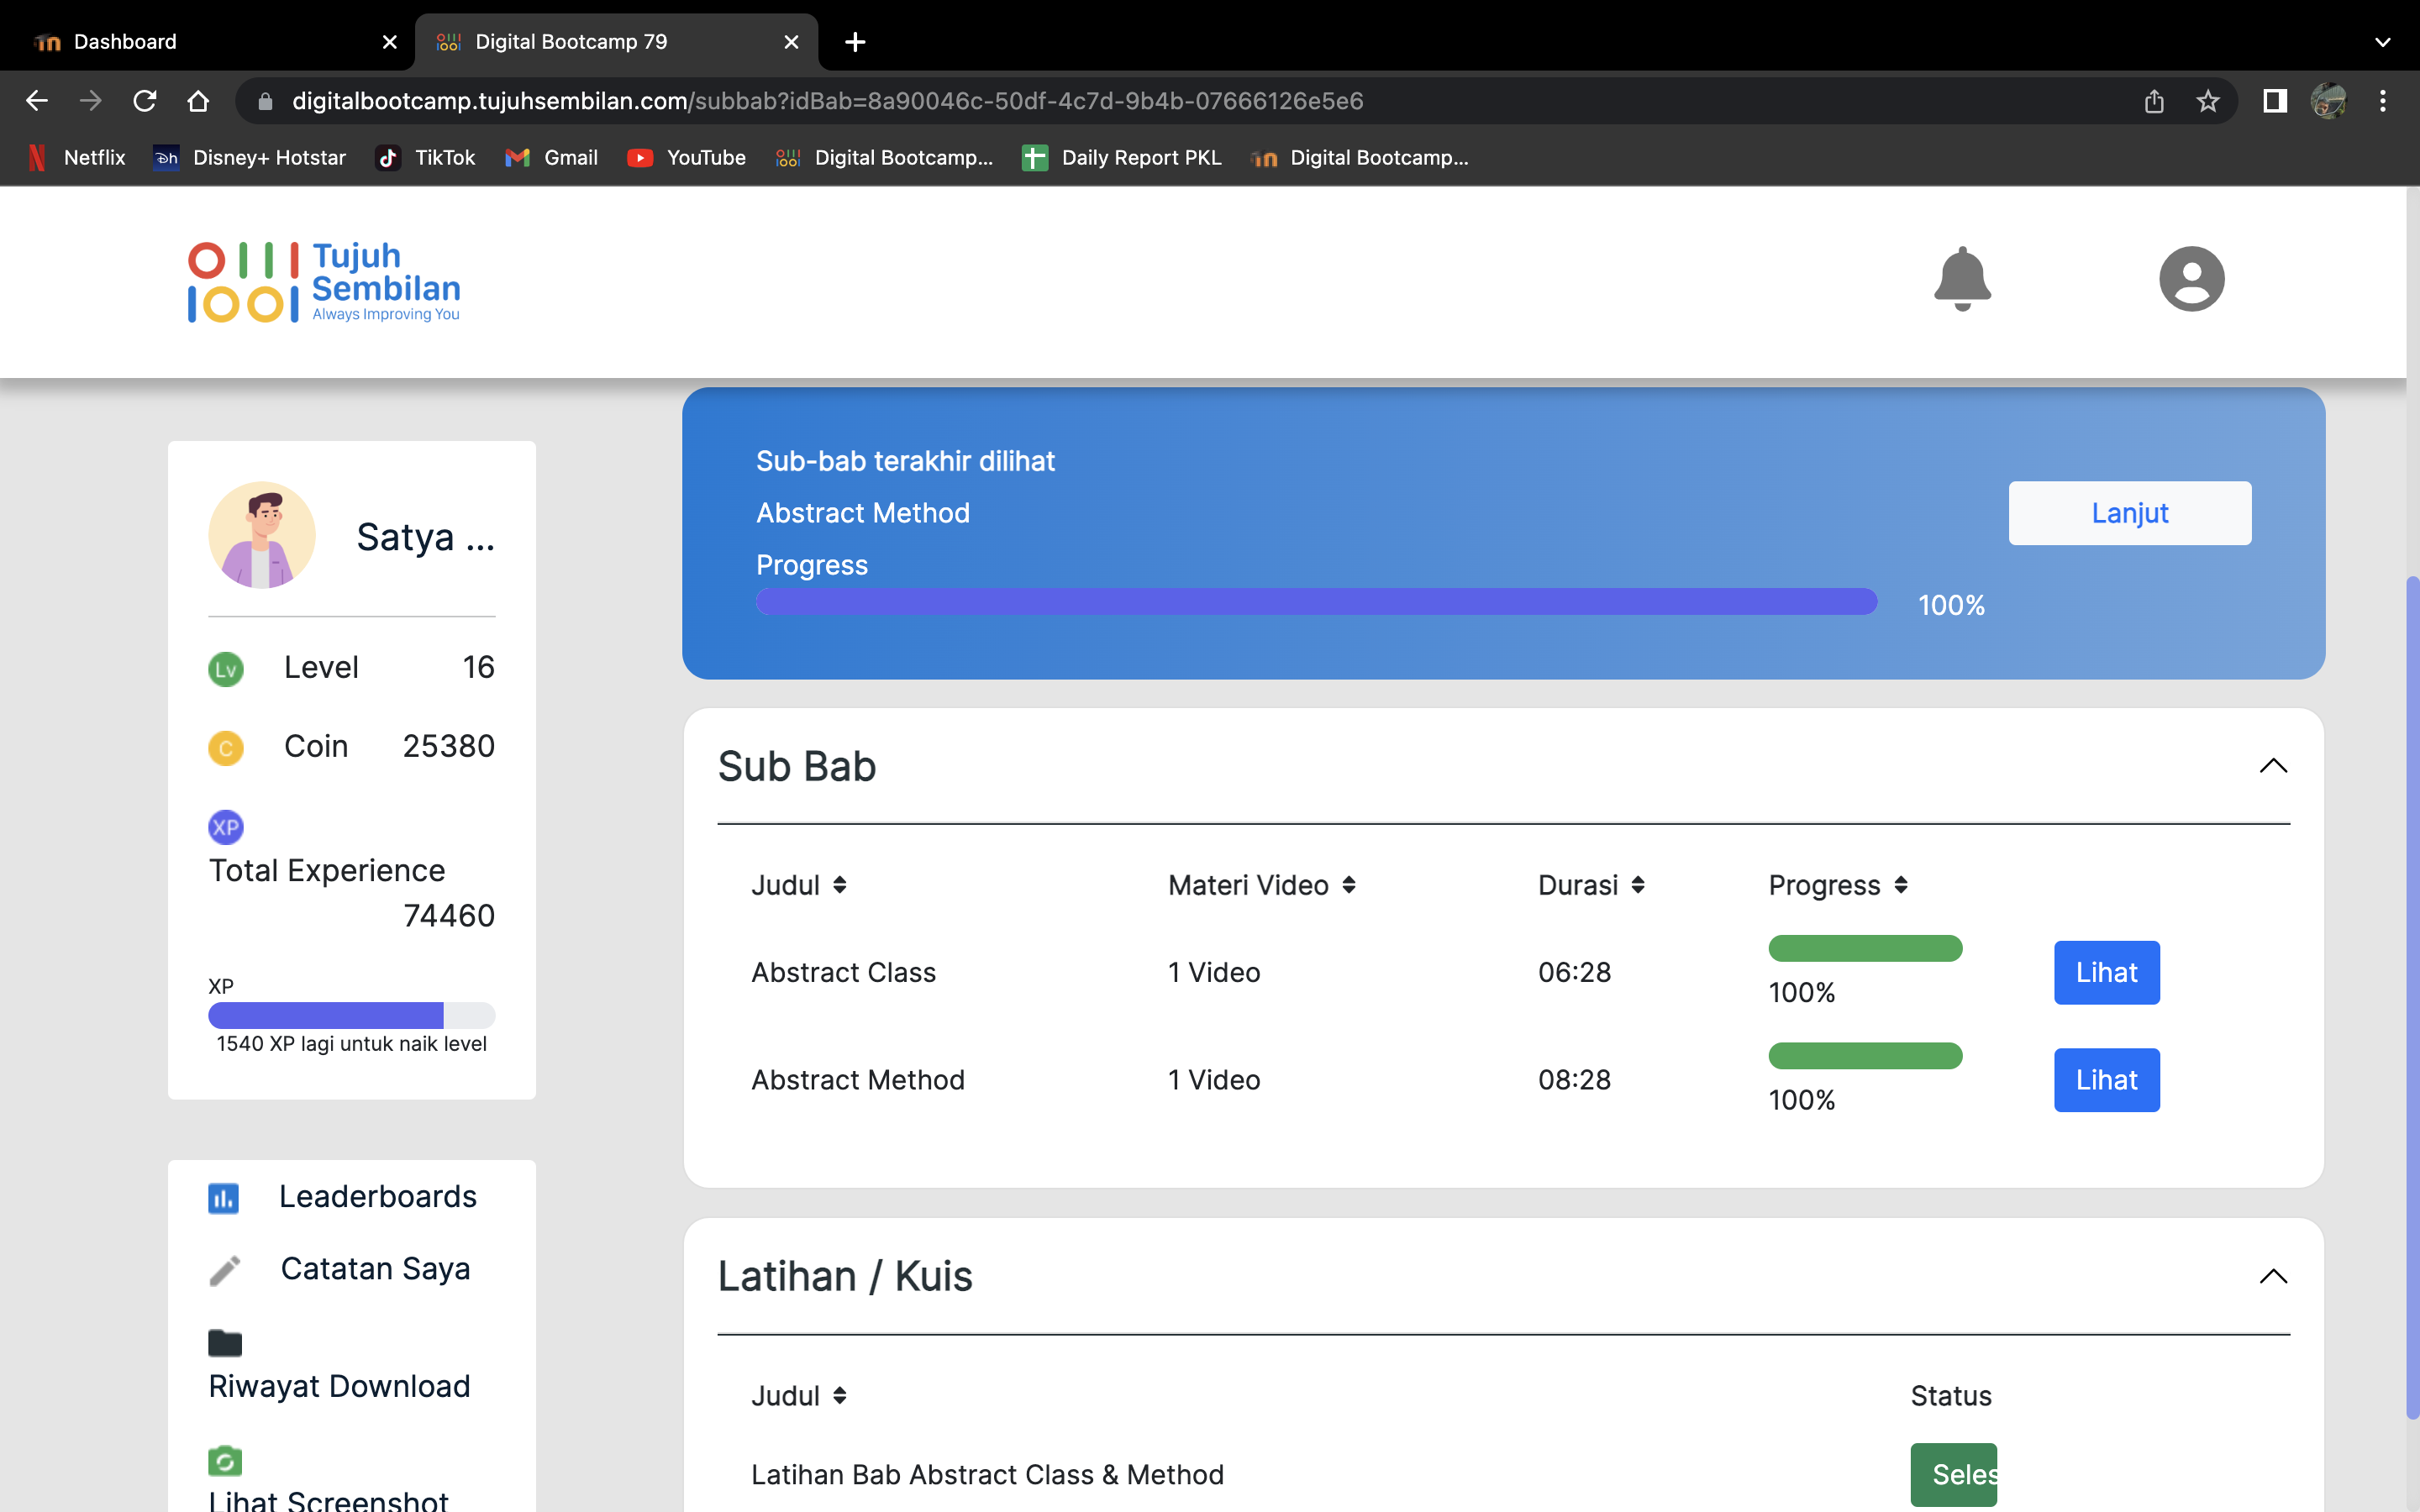 Dashboard
Digital Bootcamp 79
digitalbootcamp.tujuhsembilan.com/subbab?idBab=8a90046c-50df-4c7d-9b4b-07666126e5e6
Netflix
Disney+ Hotstar
TikTok
Gmail
YouTube
Digital Bootcamp...
Daily Report PKL
Digital Bootcamp...
Tujuh
Sembilan
Always Improving You
Satya ...
Lv Level 16
C Coin 25380
XP
Total Experience
74460
XP
1540 XP lagi untuk naik level
Leaderboards
Catatan Saya
Riwayat Download
Lihat Screenshot
Sub-bab terakhir dilihat
Abstract Method
Progress
100%
Lanjut
Sub Bab
Judul Materi Video Durasi Progress
Abstract Class 1 Video 06:28 100% Lihat
Abstract Method 1 Video 08:28 100% Lihat
Latihan / Kuis
Judul Status
Latihan Bab Abstract Class & Method Seles